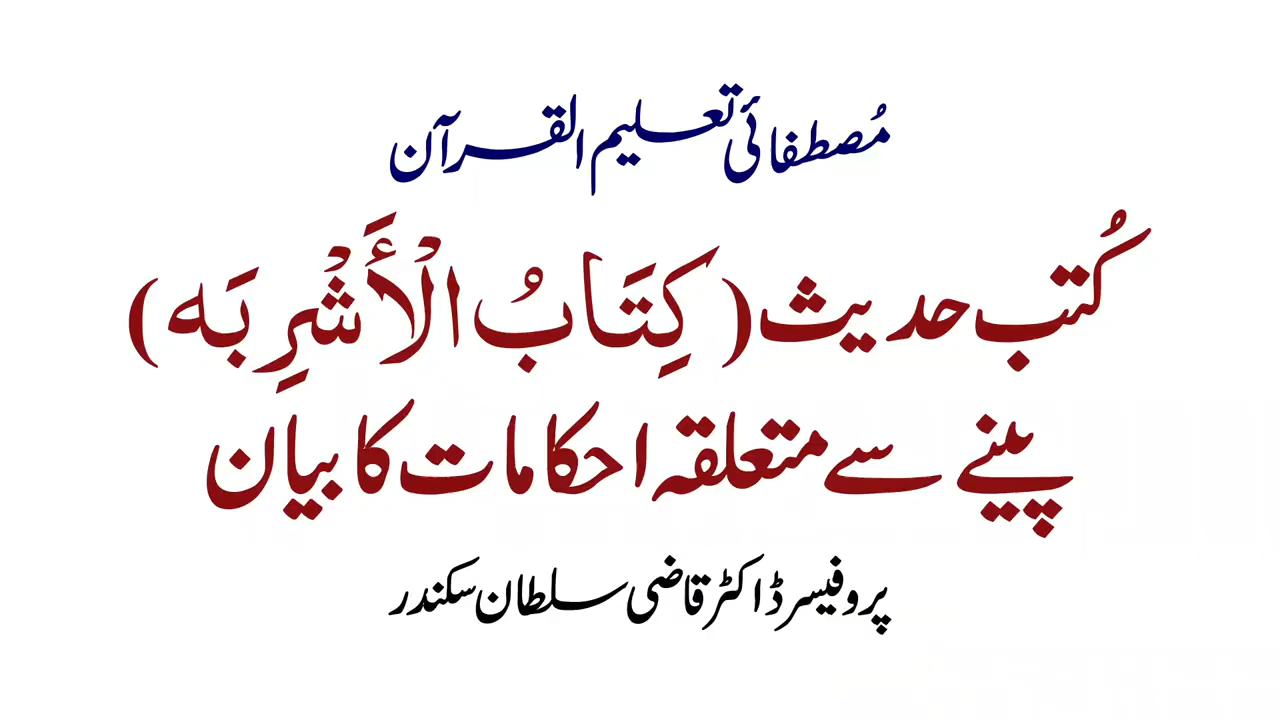 مُصطفائی تعلیم القرآن
کُتب حدیث (کِتَابُ الْأَشْرِبَہ)
پینے سے متعلقہ احکامات کا بیان
پروفیسر ڈاکٹر قاضی سلطان سکندر